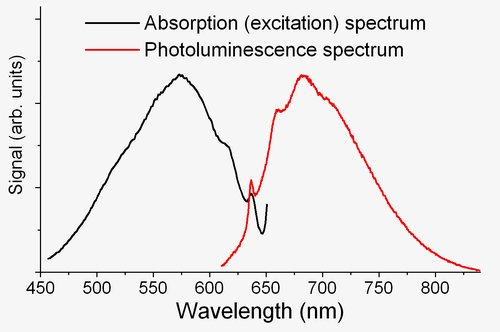 Absorption (excitation) spectrum
Photoluminescence spectrum
Signal (arb. units)
450 500 550 600 650 700 750 800
Wavelength (nm)